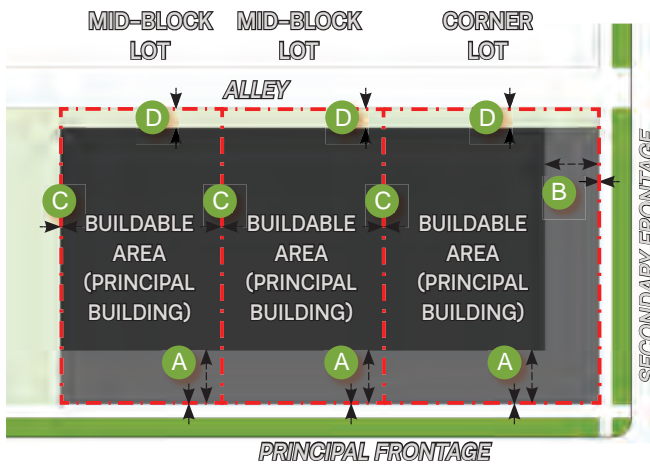 MID–BLOCK
LOT
MID–BLOCK
LOT
CORNER
LOT
ALLEY
D
D
D
B
C
C
C
BUILDABLE
AREA
(PRINCIPAL
BUILDING)
BUILDABLE
AREA
(PRINCIPAL
BUILDING)
BUILDABLE
AREA
(PRINCIPAL
BUILDING)
SECONDARY FRONTAGE
A
A
A
PRINCIPAL FRONTAGE